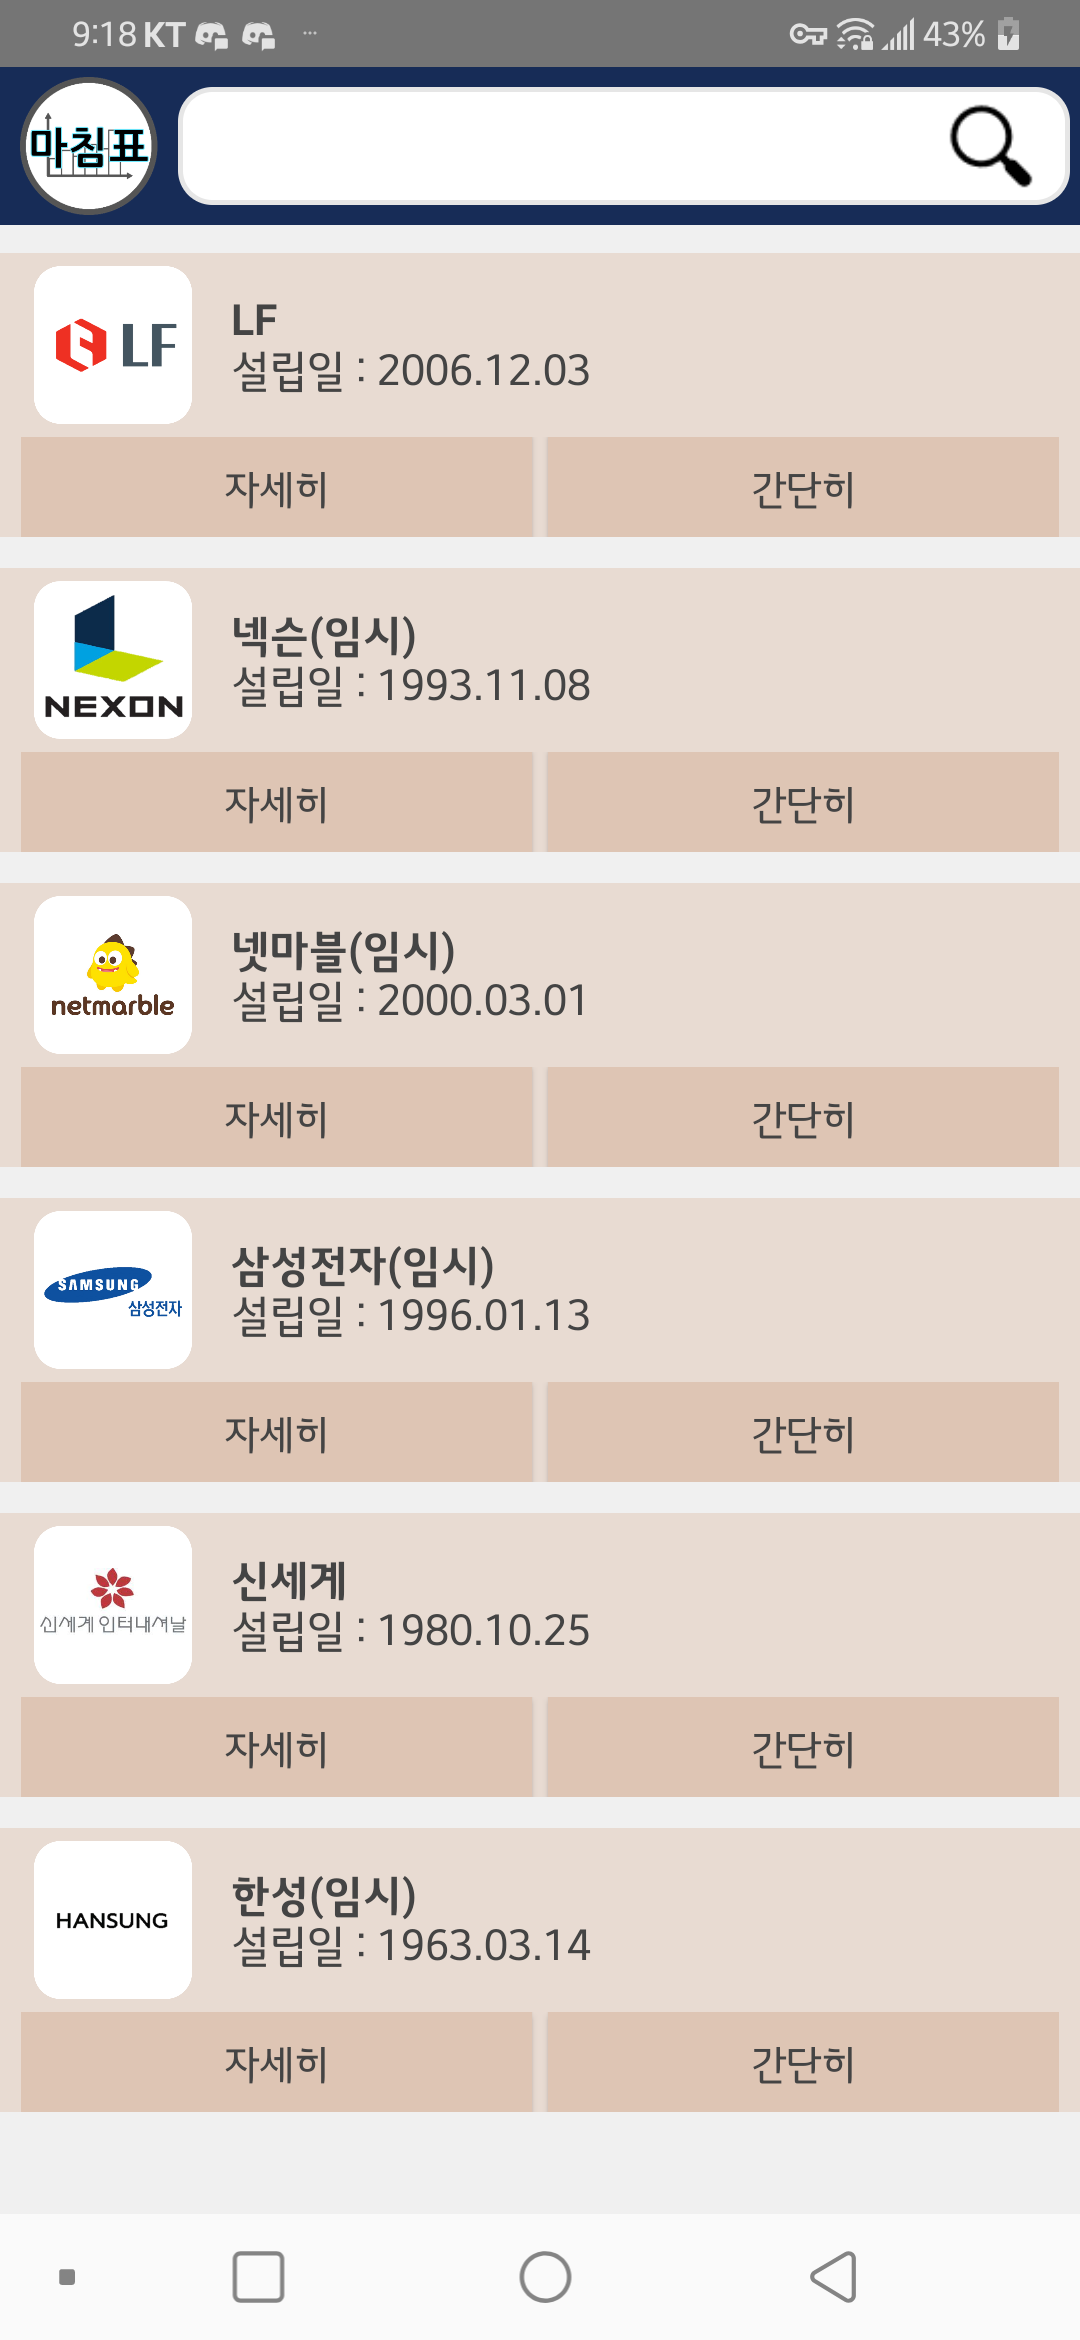 9:18 KT ... 43%
마침표
LF
LF
설립일 : 2006.12.03
자세히 간단히
NEXON
넥슨(임시)
설립일 : 1993.11.08
자세히 간단히
netmarble
넷마블(임시)
설립일 : 2000.03.01
자세히 간단히
SAMSUNG
삼성전자
삼성전자(임시)
설립일 : 1996.01.13
자세히 간단히
신세계인터내셔날
신세계
설립일 : 1980.10.25
자세히 간단히
HANSUNG
한성(임시)
설립일 : 1963.03.14
자세히 간단히